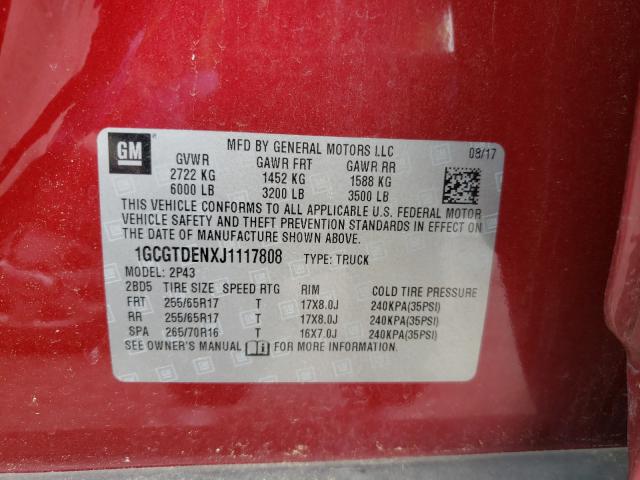 GM
MFD BY GENERAL MOTORS LLC 08/17
GVWR GAWR FRT GAWR RR
2722 KG 1452 KG 1588 KG
6000 LB 3200 LB 3500 LB
THIS VEHICLE CONFORMS TO ALL APPLICABLE U.S. FEDERAL MOTOR
VEHICLE SAFETY AND THEFT PREVENTION STANDARDS IN EFFECT ON
THE DATE OF MANUFACTURE SHOWN ABOVE.
1GCGTDENXJ1117808 TYPE: TRUCK
MODEL: 2P43
2BD5 TIRE SIZE SPEED RTG RIM COLD TIRE PRESSURE
FRT 255/65R17 T 17X8.0J 240KPA(35PSI)
RR 255/65R17 T 17X8.0J 240KPA(35PSI)
SPA 265/70R16 T 16X7.0J 240KPA(35PSI)
SEE OWNER'S MANUAL FOR MORE INFORMATION.